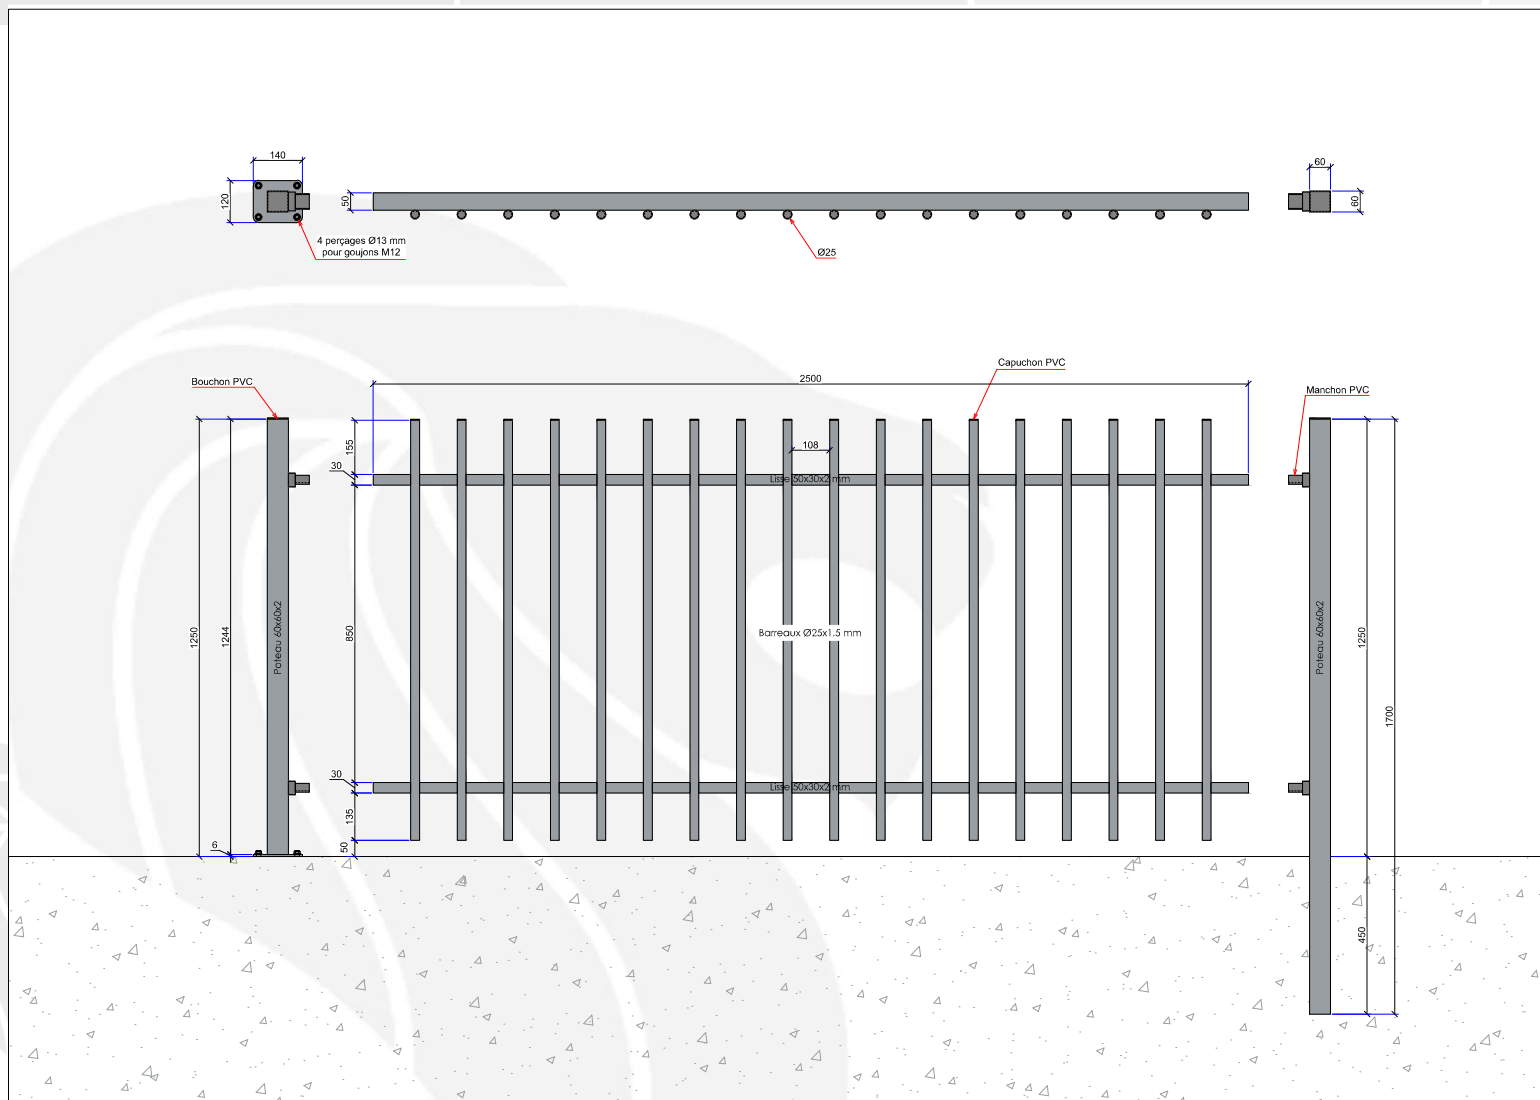 140
60
120
50
60
4 perçages Ø13 mm
pour goujons M12
Ø25
Capuchon PVC
Bouchon PVC
2500
Manchon PVC
155
108
30
Lisse 50x30x2 mm
1250
1244
Poteau 60x60x2
850
Barreaux Ø25x1.5 mm
Poteau 60x60x2
1250
1700
30
Lisse 50x30x2 mm
135
6
50
450